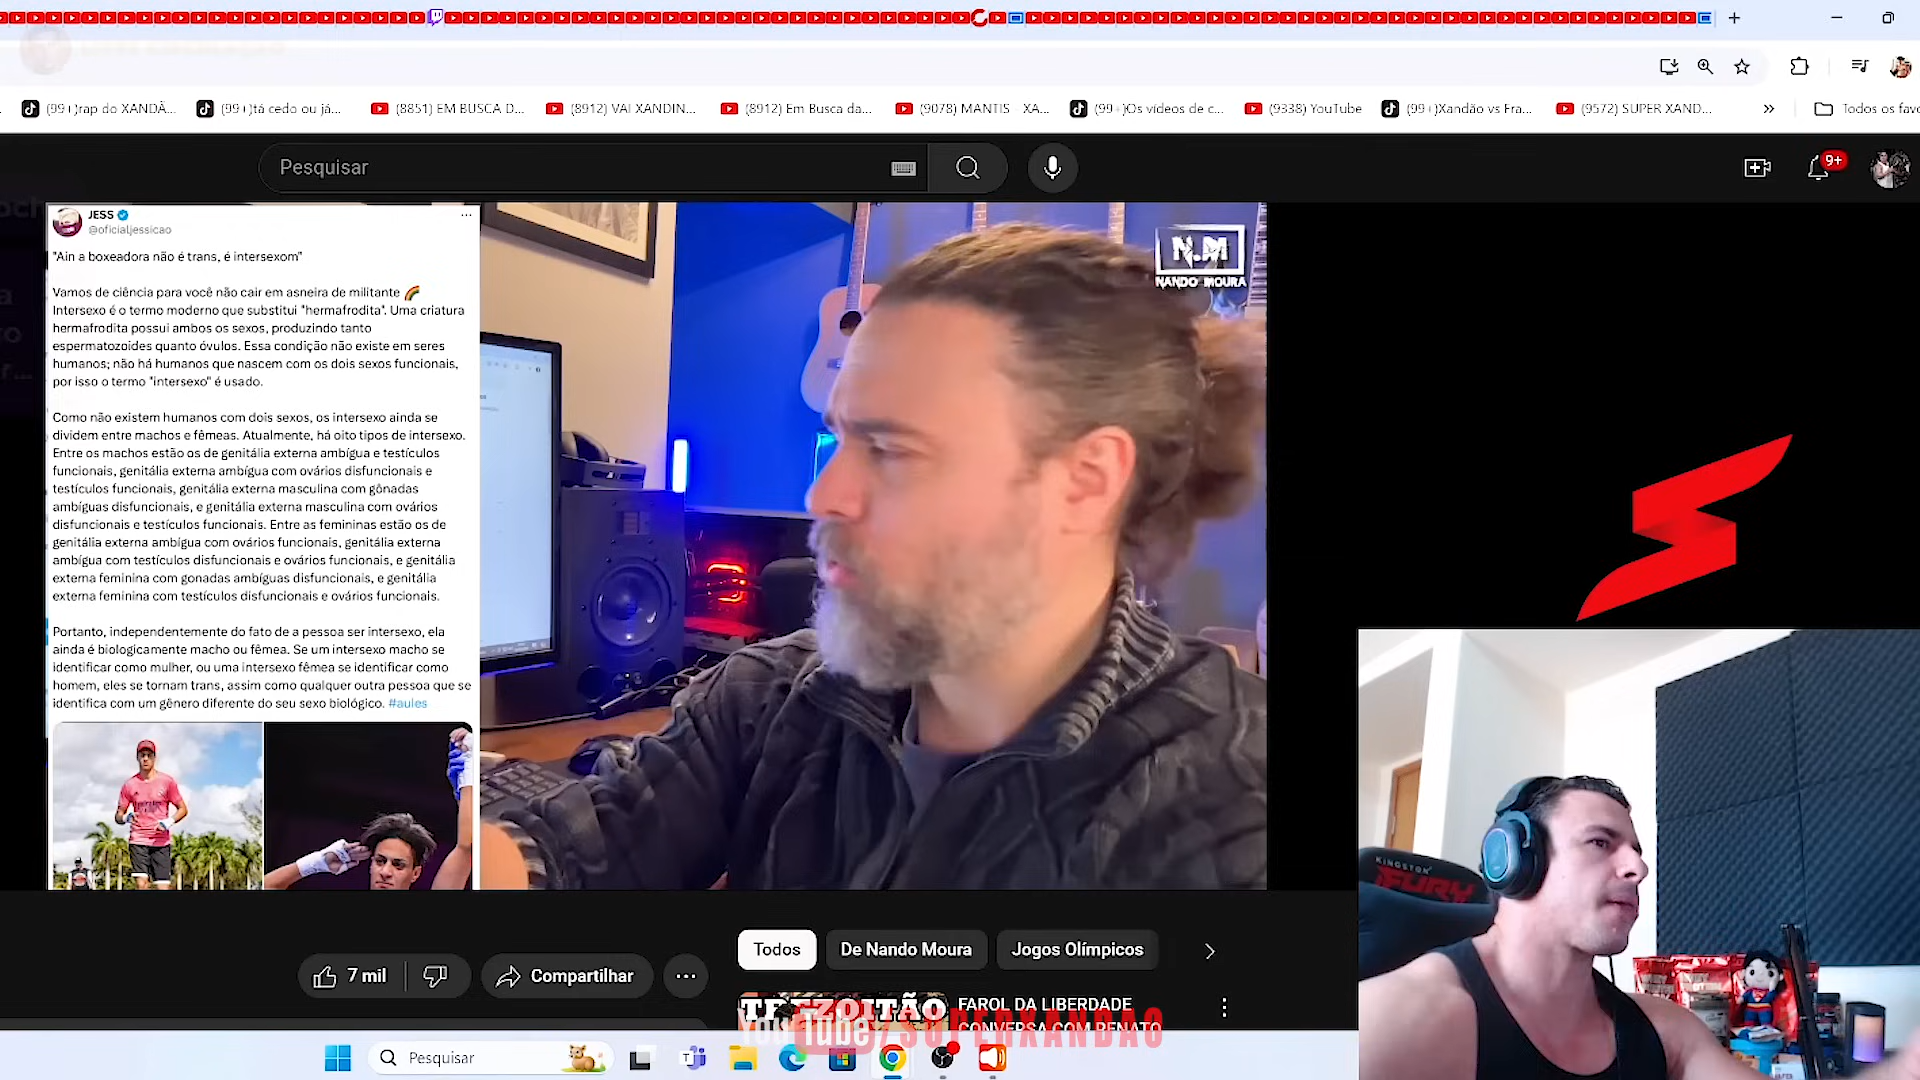 (99+)rap do XANDÃ...
(99+)tá cedo ou já...
(8851) EM BUSCA D...
(8912) VAI XANDIN...
(8912) Em Busca da...
(9078) MANTIS - XA...
(99+)Os vídeos de c...
(9338) YouTube
(99+)Xandão vs Fra...
(9572) SUPER XAND...
Todos os favo
Pesquisar
9+
JESS
@oficialjessicao
"Ain a boxeadora não é trans, é intersexom"
Vamos de ciência para você não cair em asneira de militante 🌈
Intersexo é o termo moderno que substitui "hermafrodita". Uma criatura
hermafrodita possui ambos os sexos, produzindo tanto
espermatozoides quanto óvulos. Essa condição não existe em seres
humanos; não há humanos que nascem com os dois sexos funcionais,
por isso o termo "intersexo" é usado.
Como não existem humanos com dois sexos, os intersexo ainda se
dividem entre machos e fêmeas. Atualmente, há oito tipos de intersexo.
Entre os machos estão os de genitália externa ambígua e testículos
funcionais, genitália externa ambígua com ovários disfuncionais e
testículos funcionais, genitália externa masculina com gônadas
ambíguas disfuncionais, e genitália externa masculina com ovários
disfuncionais e testículos funcionais. Entre as femininas estão os de
genitália externa ambígua com ovários funcionais, genitália externa
ambígua com testículos disfuncionais e ovários funcionais, e genitália
externa feminina com gonadas ambíguas disfuncionais, e genitália
externa feminina com testículos disfuncionais e ovários funcionais.
Portanto, independentemente do fato de a pessoa ser intersexo, ela
ainda é biologicamente macho ou fêmea. Se um intersexo macho se
identificar como mulher, ou uma intersexo fêmea se identificar como
homem, eles se tornam trans, assim como qualquer outra pessoa que se
identifica com um gênero diferente do seu sexo biológico. #aules
N.M
NANDO MOURA
KINGSTON
FURY
7 mil
Compartilhar
Todos
De Nando Moura
Jogos Olímpicos
TREZOITÃO
FAROL DA LIBERDADE
CONVERSA COM RENATO
YouTube/SUPERXANDAO
Pesquisar